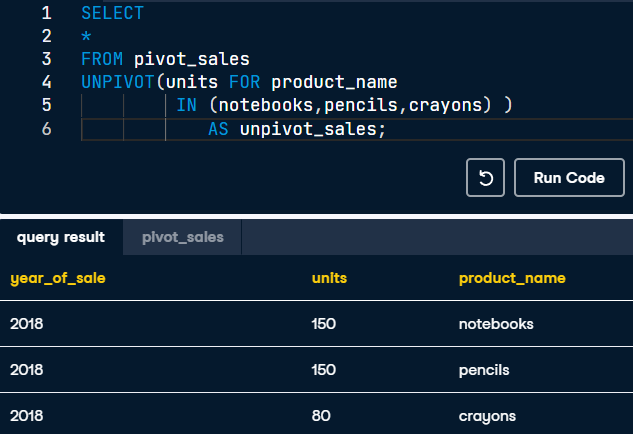 1 SELECT
2 *
3 FROM pivot_sales
4 UNPIVOT(units FOR product_name
5 IN (notebooks,pencils,crayons) )
6 AS unpivot_sales;
Run Code
query result pivot_sales
year_of_sale units product_name
2018 150 notebooks
2018 150 pencils
2018 80 crayons